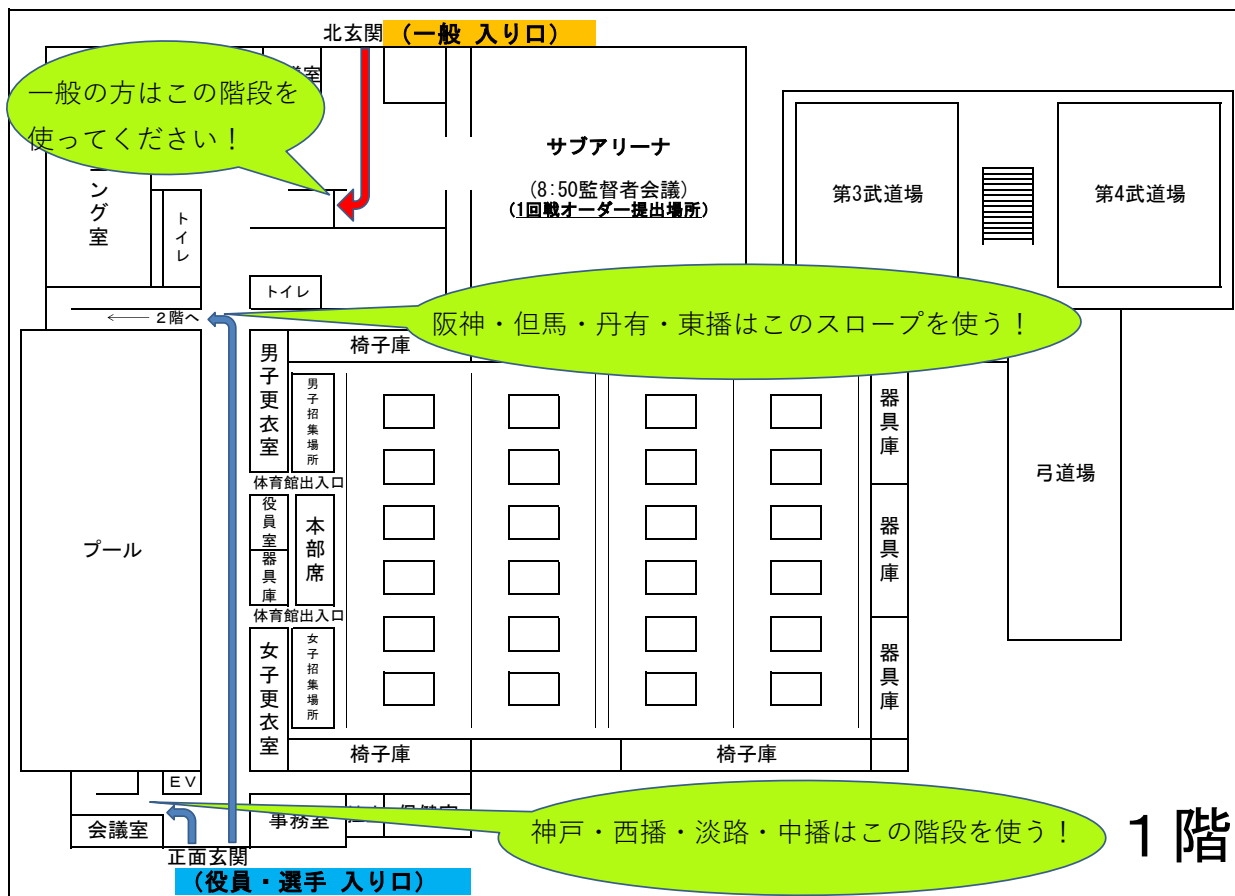 北玄関
(一般 入り口)
室
一般の方はこの階段を
使ってください！
ング室
トイレ
サブアリーナ
(8:50監督者会議)
(1回戦オーダー提出場所)
第3武道場
第4武道場
トイレ
← 2階へ
阪神・但馬・丹有・東播はこのスロープを使う！
男子更衣室
椅子庫
男子招集場所
器具庫
体育館出入口
役員室
本部席
器具庫
弓道場
プール
器具庫
体育館出入口
女子更衣室
女子招集場所
器具庫
椅子庫
椅子庫
EV
会議室
事務室
神戸・西播・淡路・中播はこの階段を使う！
1階
正面玄関
(役員・選手 入り口)